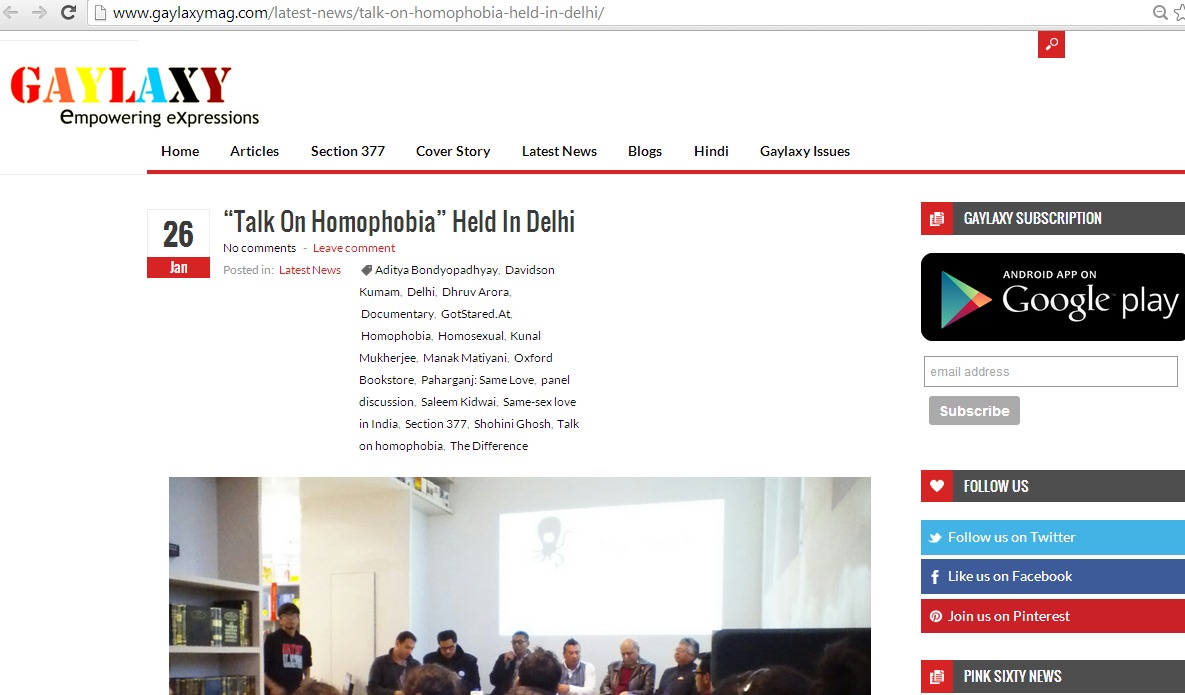 www.gaylaxymag.com/latest-news/talk-on-homophobia-held-in-delhi/
GAYLAXY
empowering eXpressions
Home Articles Section 377 Cover Story Latest News Blogs Hindi Gaylaxy Issues
26
Jan
“Talk On Homophobia” Held In Delhi
No comments - Leave comment
Posted in: Latest News
Aditya Bondyopadhyay, Davidson
Kumam, Delhi, Dhruv Arora,
Documentary, GotStared.At,
Homophobia, Homosexual, Kunal
Mukherjee, Manak Matiyani, Oxford
Bookstore, Paharganj: Same Love, panel
discussion, Saleem Kidwai, Same-sex love
in India, Section 377, Shohini Ghosh, Talk
on homophobia, The Difference
GAYLAXY SUBSCRIPTION
ANDROID APP ON
Google play
email address
Subscribe
FOLLOW US
Follow us on Twitter
Like us on Facebook
Join us on Pinterest
PINK SIXTY NEWS